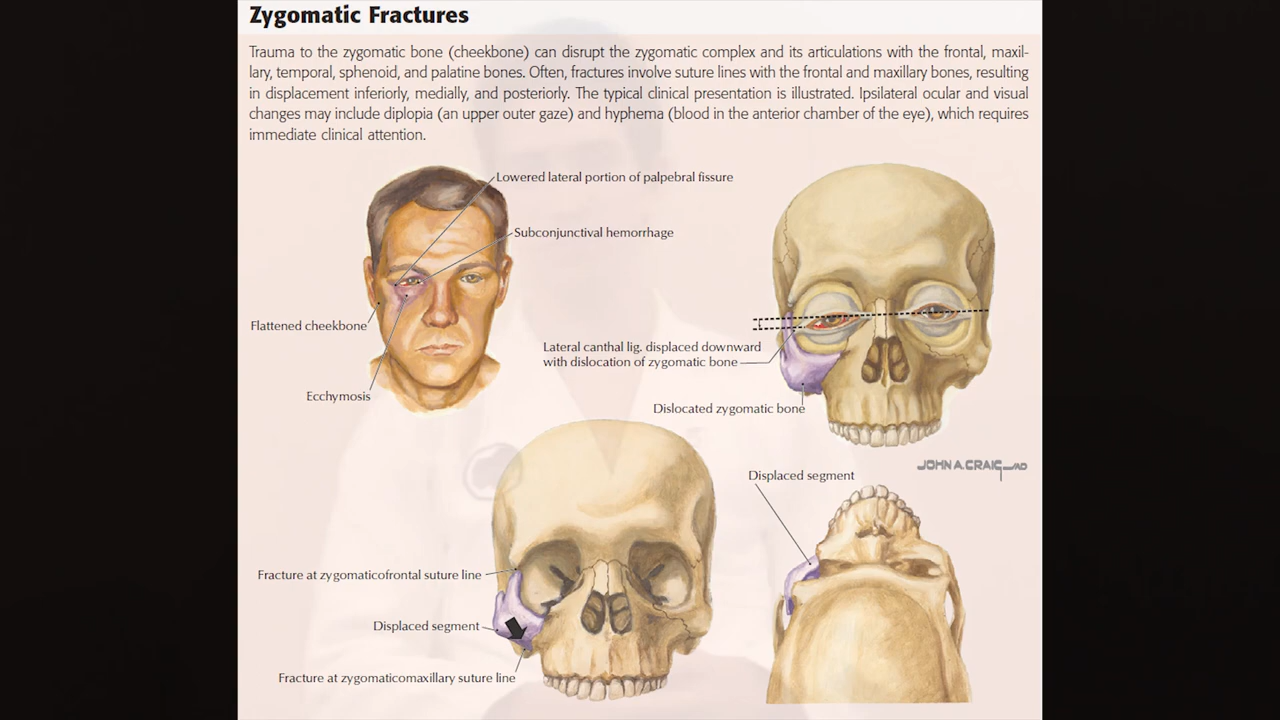 Zygomatic Fractures
Trauma to the zygomatic bone (cheekbone) can disrupt the zygomatic complex and its articulations with the frontal, maxil-
lary, temporal, sphenoid, and palatine bones. Often, fractures involve suture lines with the frontal and maxillary bones, resulting
in displacement inferiorly, medially, and posteriorly. The typical clinical presentation is illustrated. Ipsilateral ocular and visual
changes may include diplopia (an upper outer gaze) and hyphema (blood in the anterior chamber of the eye), which requires
immediate clinical attention.
Lowered lateral portion of palpebral fissure
Subconjunctival hemorrhage
Flattened cheekbone
Ecchymosis
Lateral canthal lig. displaced downward
with dislocation of zygomatic bone
Dislocated zygomatic bone
JOHN A. CRAIG AD
Displaced segment
Fracture at zygomaticofrontal suture line
Displaced segment
Fracture at zygomaticomaxillary suture line